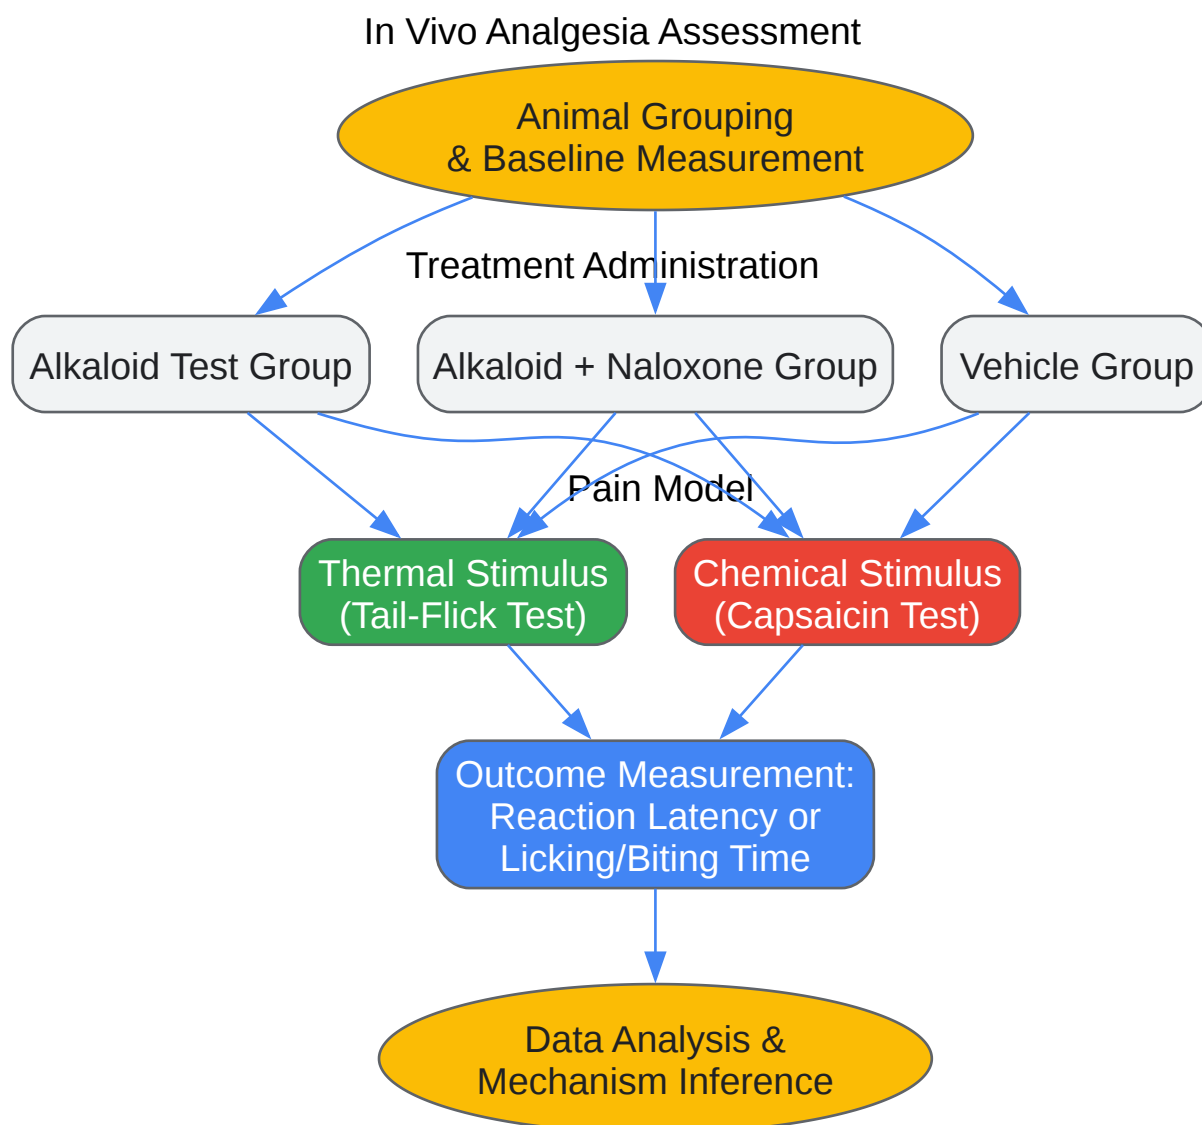 In Vivo Analgesia Assessment
Animal Grouping
& Baseline Measurement
Treatment Administration
Alkaloid Test Group
Alkaloid + Naloxone Group
Vehicle Group
Pain Model
Thermal Stimulus
(Tail-Flick Test)
Chemical Stimulus
(Capsaicin Test)
Outcome Measurement:
Reaction Latency or
Licking/Biting Time
Data Analysis &
Mechanism Inference